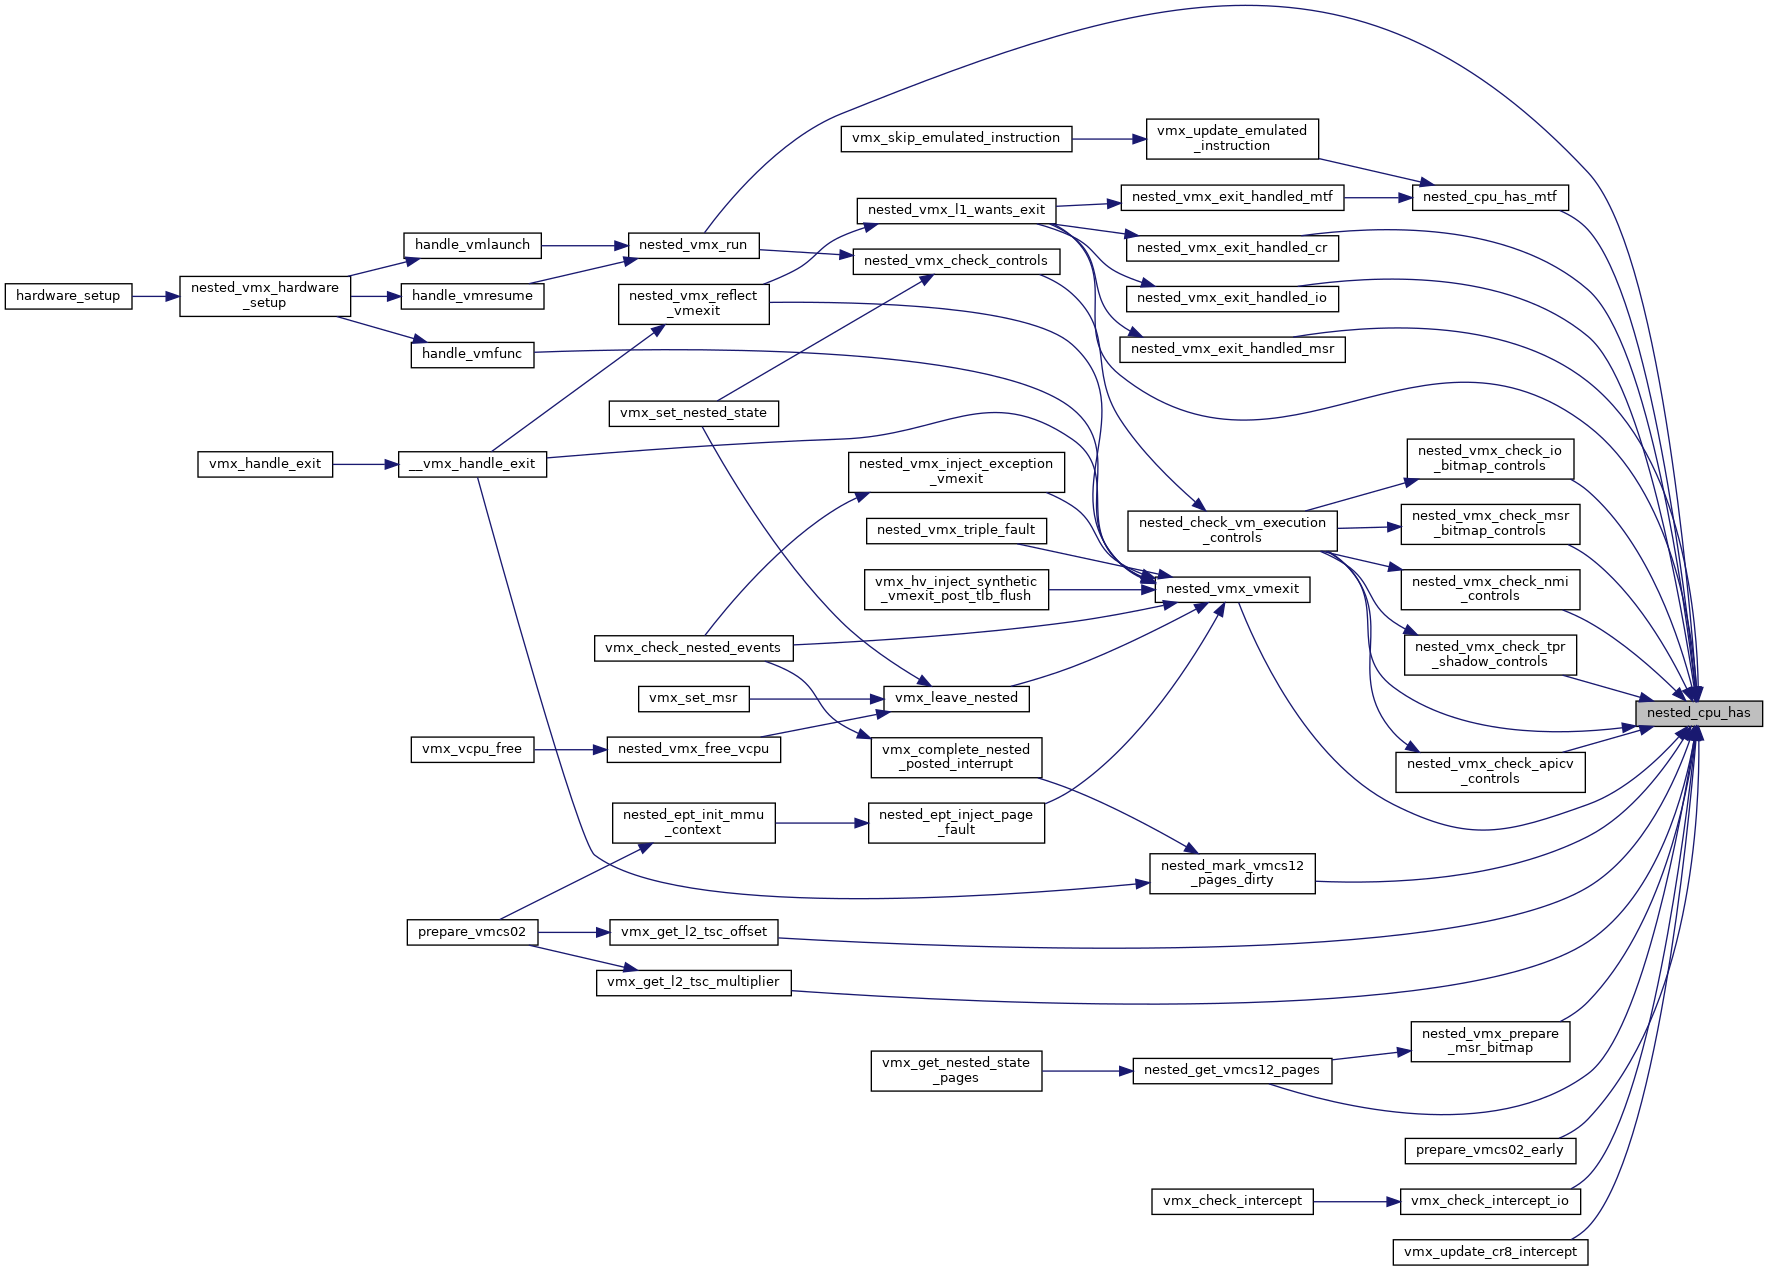 vmx_skip_emulated_instruction
vmx_update_emulated
_instruction
nested_vmx_exit_handled_mtf
nested_cpu_has_mtf
nested_vmx_l1_wants_exit
nested_vmx_exit_handled_cr
handle_vmlaunch
nested_vmx_run
nested_vmx_check_controls
hardware_setup
nested_vmx_hardware
_setup
handle_vmresume
nested_vmx_reflect
_vmexit
nested_vmx_exit_handled_io
handle_vmfunc
nested_vmx_exit_handled_msr
vmx_set_nested_state
vmx_handle_exit
__vmx_handle_exit
nested_vmx_inject_exception
_vmexit
nested_vmx_check_io
_bitmap_controls
nested_vmx_triple_fault
nested_check_vm_execution
_controls
nested_vmx_check_msr
_bitmap_controls
vmx_hv_inject_synthetic
_vmexit_post_tlb_flush
nested_vmx_vmexit
nested_vmx_check_nmi
_controls
vmx_check_nested_events
nested_vmx_check_tpr
_shadow_controls
vmx_set_msr
vmx_leave_nested
nested_cpu_has
vmx_vcpu_free
nested_vmx_free_vcpu
vmx_complete_nested
_posted_interrupt
nested_vmx_check_apicv
_controls
nested_ept_init_mmu
_context
nested_ept_inject_page
_fault
nested_mark_vmcs12
_pages_dirty
prepare_vmcs02
vmx_get_l2_tsc_offset
vmx_get_l2_tsc_multiplier
nested_vmx_prepare
_msr_bitmap
vmx_get_nested_state
_pages
nested_get_vmcs12_pages
prepare_vmcs02_early
vmx_check_intercept
vmx_check_intercept_io
vmx_update_cr8_intercept